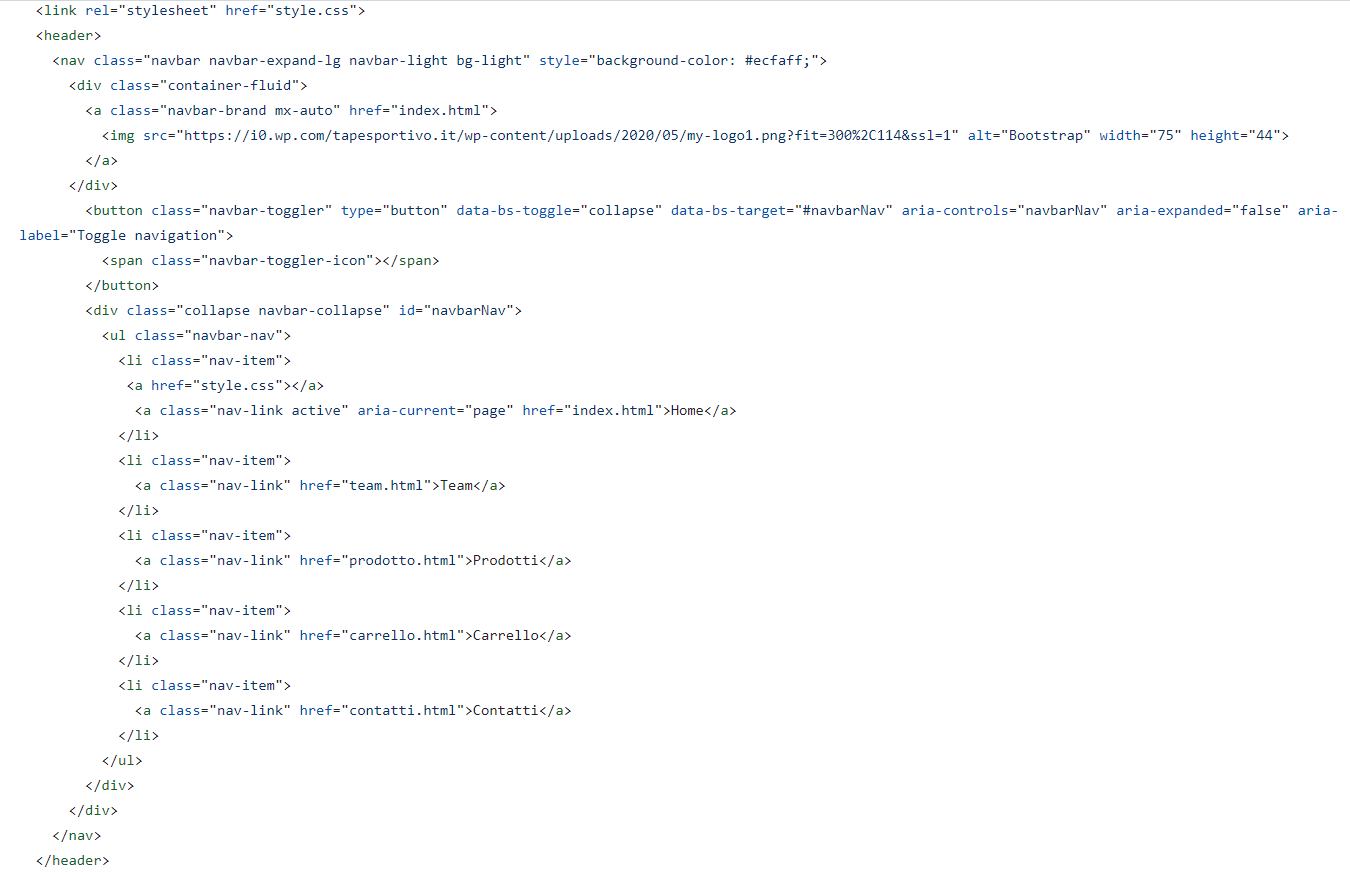 <link rel="stylesheet" href="style.css">
<header>
<nav class="navbar navbar-expand-lg navbar-light bg-light" style="background-color: #ecfaff;">
<div class="container-fluid">
<a class="navbar-brand mx-auto" href="index.html">
<img src="https://i0.wp.com/tapesportivo.it/wp-content/uploads/2020/05/my-logo1.png?fit=300%2C114&ssl=1" alt="Bootstrap" width="75" height="44">
</a>
</div>
<button class="navbar-toggler" type="button" data-bs-toggle="collapse" data-bs-target="#navbarNav" aria-controls="navbarNav" aria-expanded="false" aria-
label="Toggle navigation">
<span class="navbar-toggler-icon"></span>
</button>
<div class="collapse navbar-collapse" id="navbarNav">
<ul class="navbar-nav">
<li class="nav-item">
<a href="style.css"></a>
<a class="nav-link active" aria-current="page" href="index.html">Home</a>
</li>
<li class="nav-item">
<a class="nav-link" href="team.html">Team</a>
</li>
<li class="nav-item">
<a class="nav-link" href="prodotto.html">Prodotti</a>
</li>
<li class="nav-item">
<a class="nav-link" href="carrello.html">Carrello</a>
</li>
<li class="nav-item">
<a class="nav-link" href="contatti.html">Contatti</a>
</li>
</ul>
</div>
</div>
</nav>
</header>